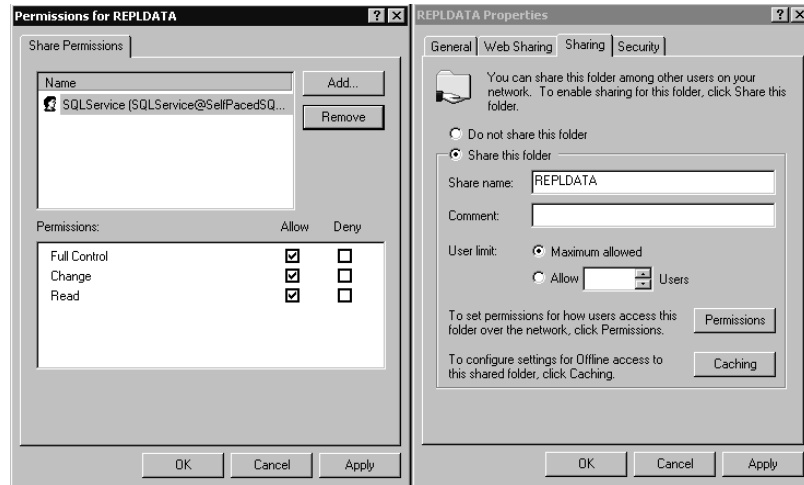 Permissions for REPLDATA
Share Permissions
Name
SQLService (SQLService@SelfPacedSQ...
Add...
Remove
Permissions:
Allow
Deny
Full Control
Change
Read
OK
Cancel
Apply
REPLDATA Properties
General
Web Sharing
Sharing
Security
You can share this folder among other users on your
network. To enable sharing for this folder, click Share this
folder.
Do not share this folder
Share this folder
Share name:
REPLDATA
Comment:
User limit:
Maximum allowed
Allow
Users
To set permissions for how users access this
folder over the network, click Permissions.
Permissions
To configure settings for Offline access to
this shared folder, click Caching.
Caching
OK
Cancel
Apply